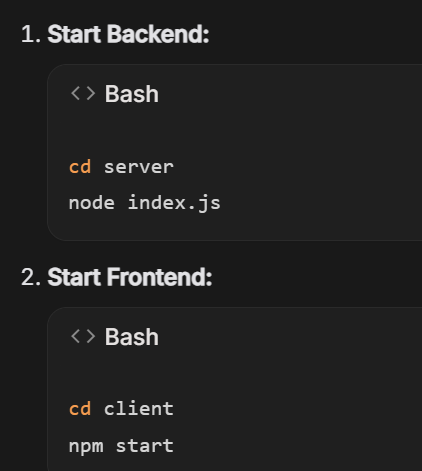 1. Start Backend:
<> Bash
cd server
node index.js
2. Start Frontend:
<> Bash
cd client
npm start